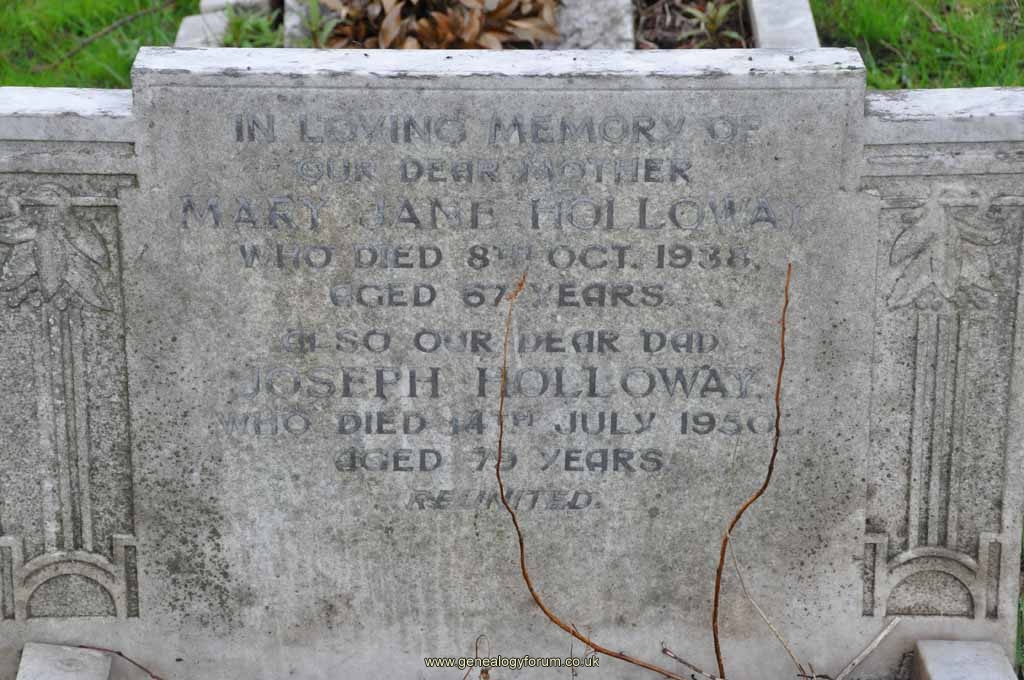 IN LOVING MEMORY OF
OUR DEAR MOTHER
MARY JANE HOLLOWAY
WHO DIED 8TH OCT. 1938,
AGED 67 YEARS.
ALSO OUR DEAR DAD
JOSEPH HOLLOWAY,
WHO DIED 14TH JULY 1950,
AGED 79 YEARS.
REUNITED.
www.genealogyforum.co.uk